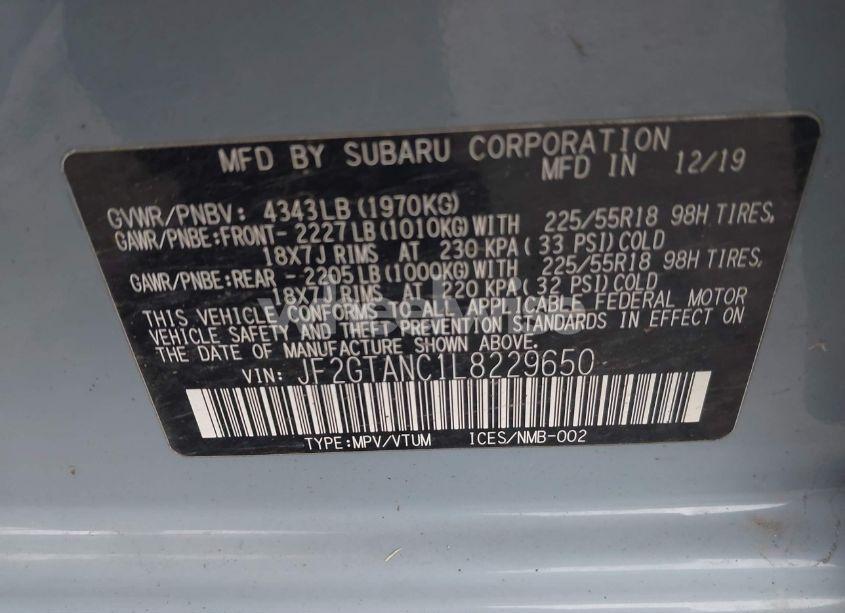 MFD BY SUBARU CORPORATION
MFD IN 12/19
GVWR/PNBV: 4343LB (1970KG)
GAWR/PNBE:FRONT-2227LB (1010KG) WITH 225/55R18 98H TIRES,
18X7J RIMS AT 230 KPA (33 PSI) COLD
GAWR/PNBE:REAR -2205LB (1000KG) WITH 225/55R18 98H TIRES,
18X7J RIMS AT 220 KPA (32 PSI) COLD
THIS VEHICLE CONFORMS TO ALL APPLICABLE FEDERAL MOTOR
VEHICLE SAFETY AND THEFT PREVENTION STANDARDS IN EFFECT ON
THE DATE OF MANUFACTURE SHOWN ABOVE.
VIN: JF2GTANC1L8229650
TYPE:MPV/VTUM ICES/NMB-002